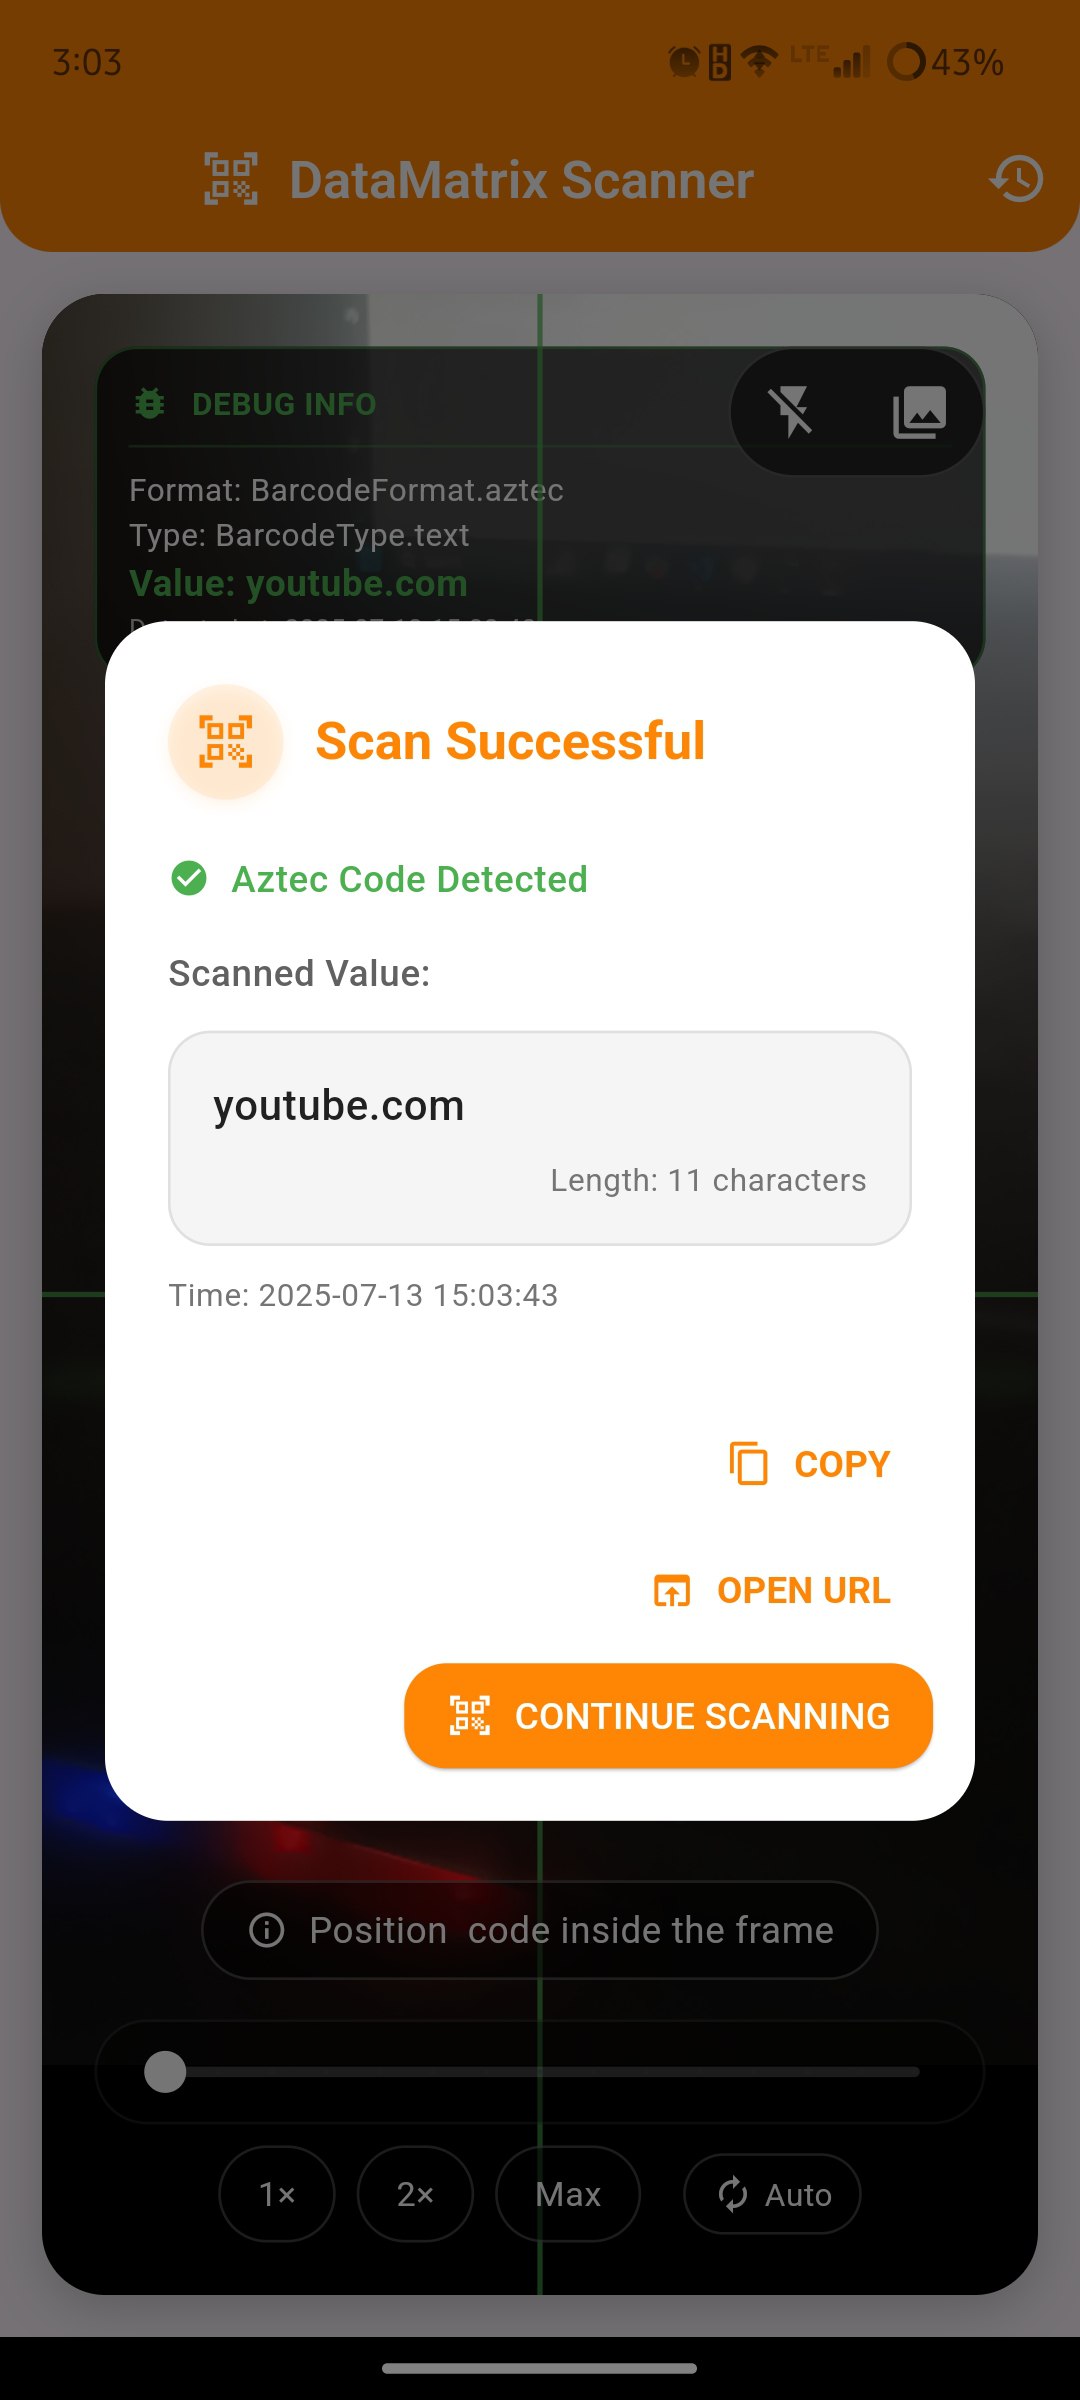 3:03
HD LTE 43%
DataMatrix Scanner
DEBUG INFO
Format: BarcodeFormat.aztec
Type: BarcodeType.text
Value: youtube.com
Scan Successful
Aztec Code Detected
Scanned Value:
youtube.com
Length: 11 characters
Time: 2025-07-13 15:03:43
COPY
OPEN URL
CONTINUE SCANNING
Position  code inside the frame
1×
2×
Max
Auto